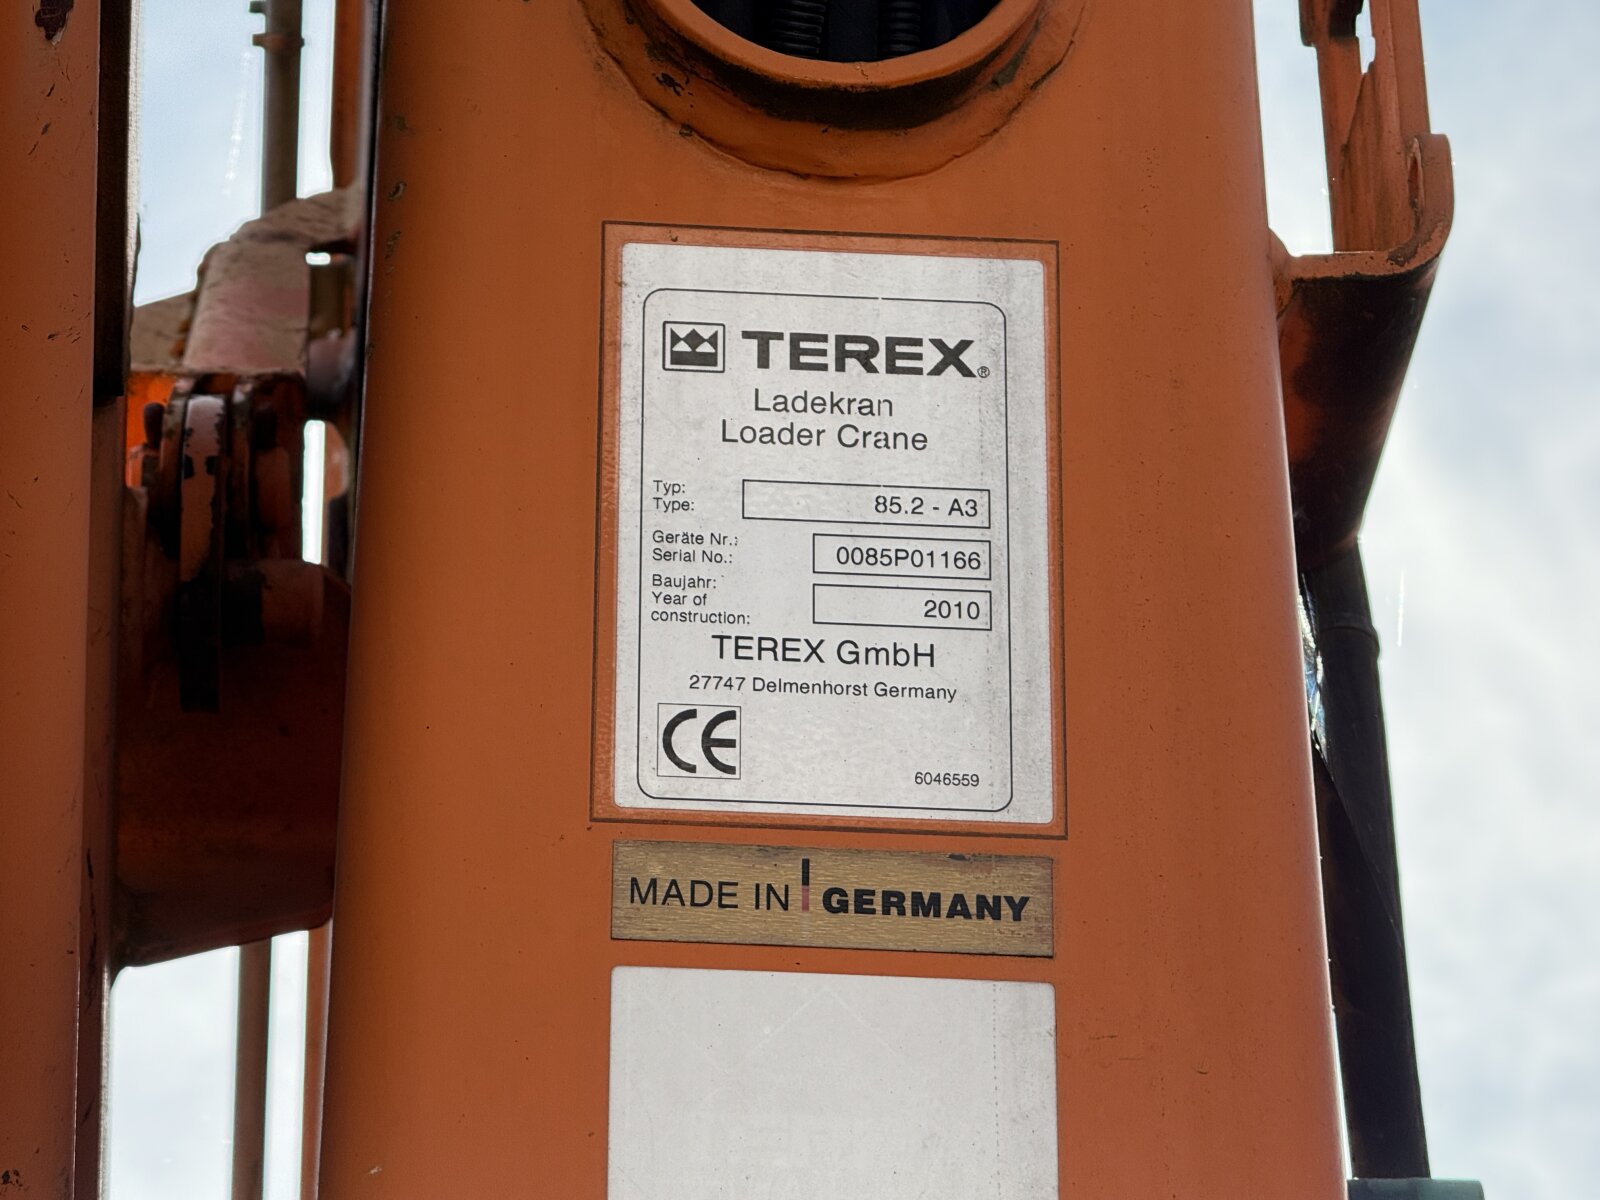 TEREX®
Ladekran
Loader Crane
Typ:
Type: 85.2 - A3
Geräte Nr.:
Serial No.: 0085P01166
Baujahr:
Year of
construction: 2010
TEREX GmbH
27747 Delmenhorst Germany
CE
6046559
MADE IN GERMANY